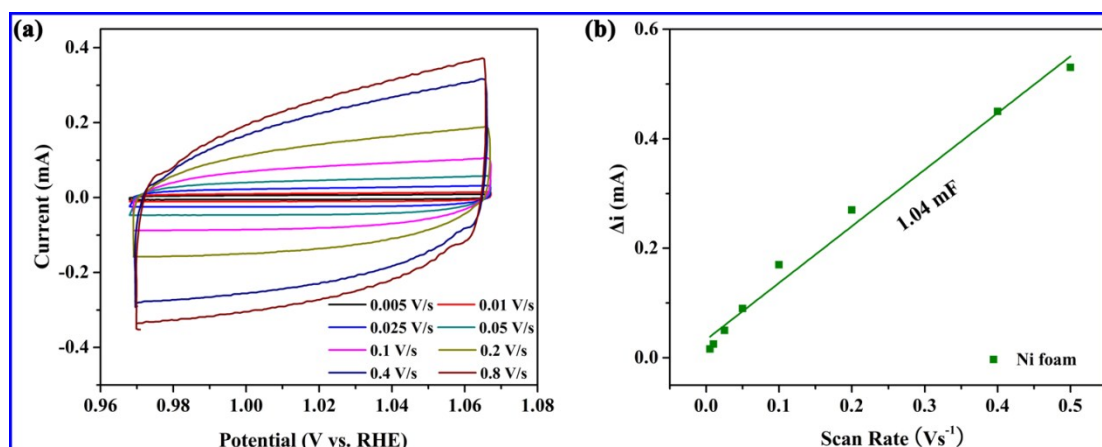 (a)
0.4
0.2
0.0
-0.2
-0.4
Current (mA)
0.005 V/s 0.01 V/s
0.025 V/s 0.05 V/s
0.1 V/s 0.2 V/s
0.4 V/s 0.8 V/s
0.96 0.98 1.00 1.02 1.04 1.06 1.08
Potential (V vs. RHE)
(b)
0.6
0.4
0.2
0.0
Δi (mA)
1.04 mF
Ni foam
0.0 0.1 0.2 0.3 0.4 0.5
Scan Rate (Vs⁻¹)